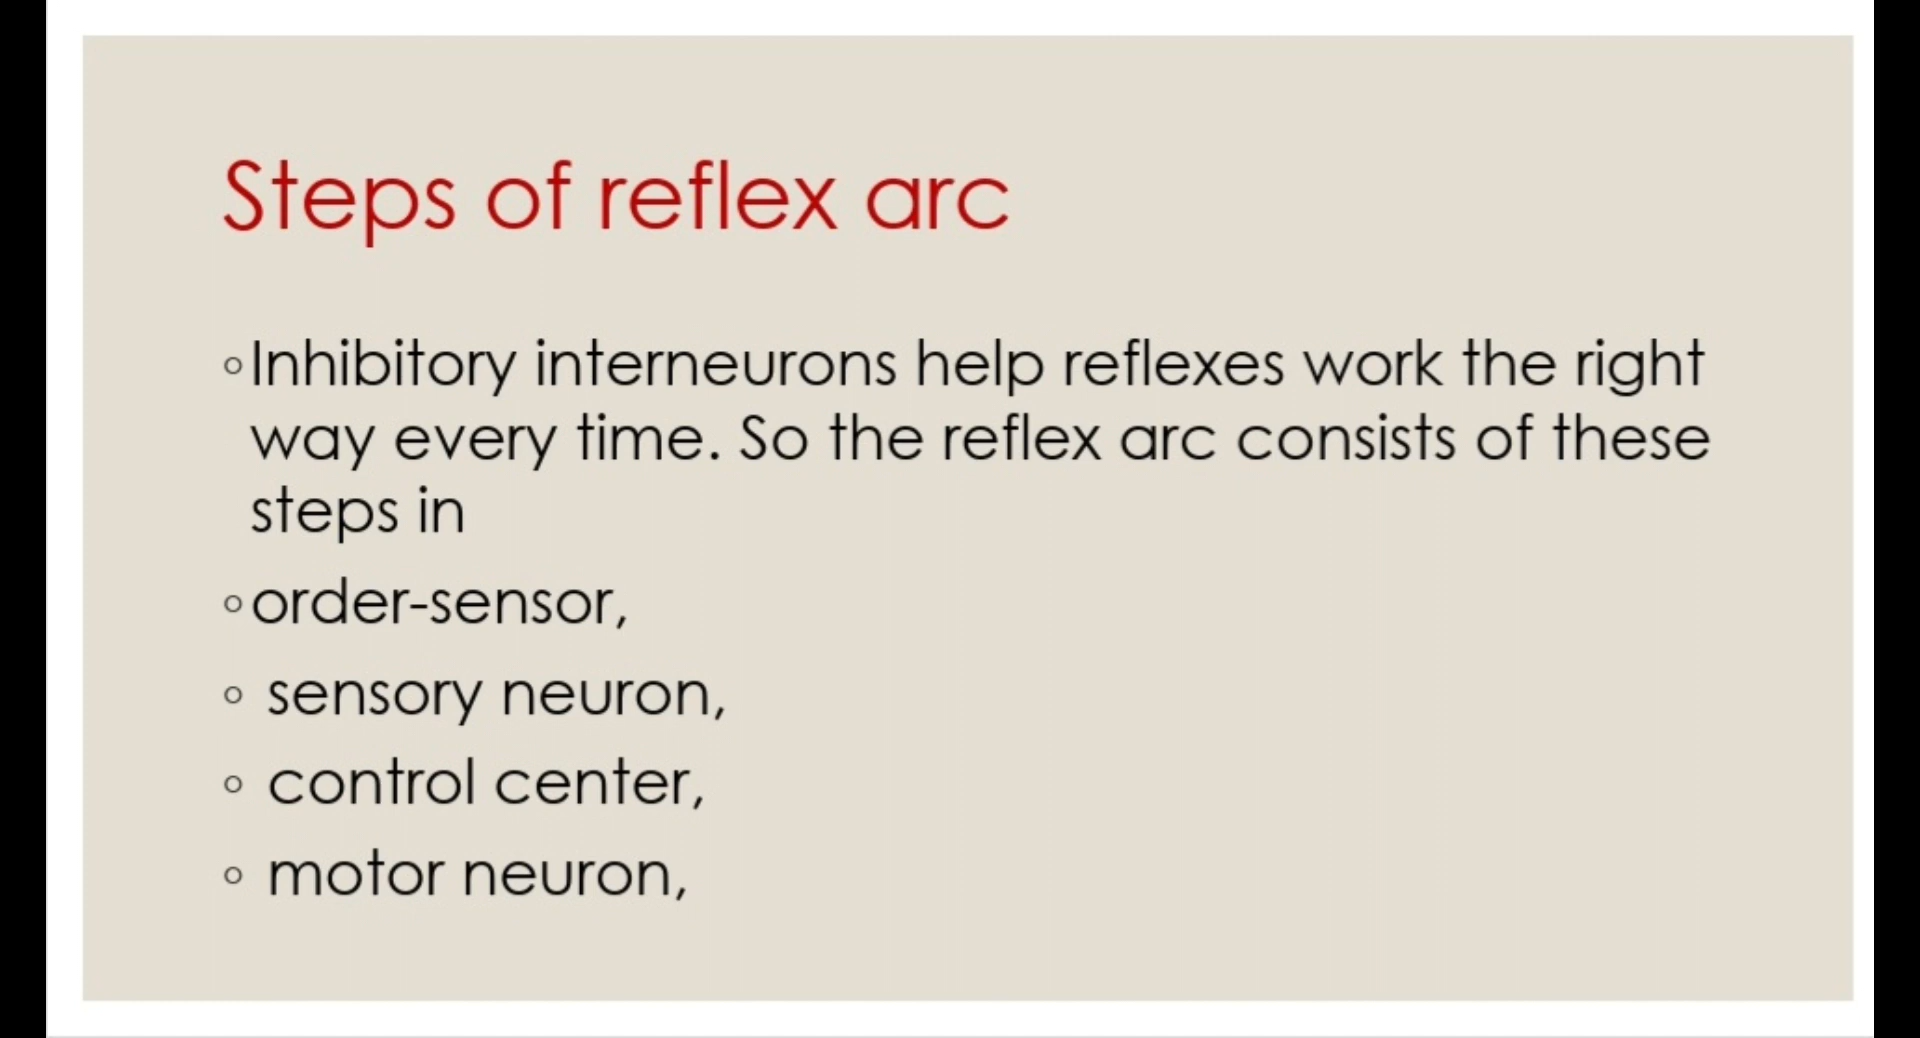 Steps of reflex arc
◦Inhibitory interneurons help reflexes work the right
way every time. So the reflex arc consists of these
steps in
◦order-sensor,
◦ sensory neuron,
◦ control center,
◦ motor neuron,